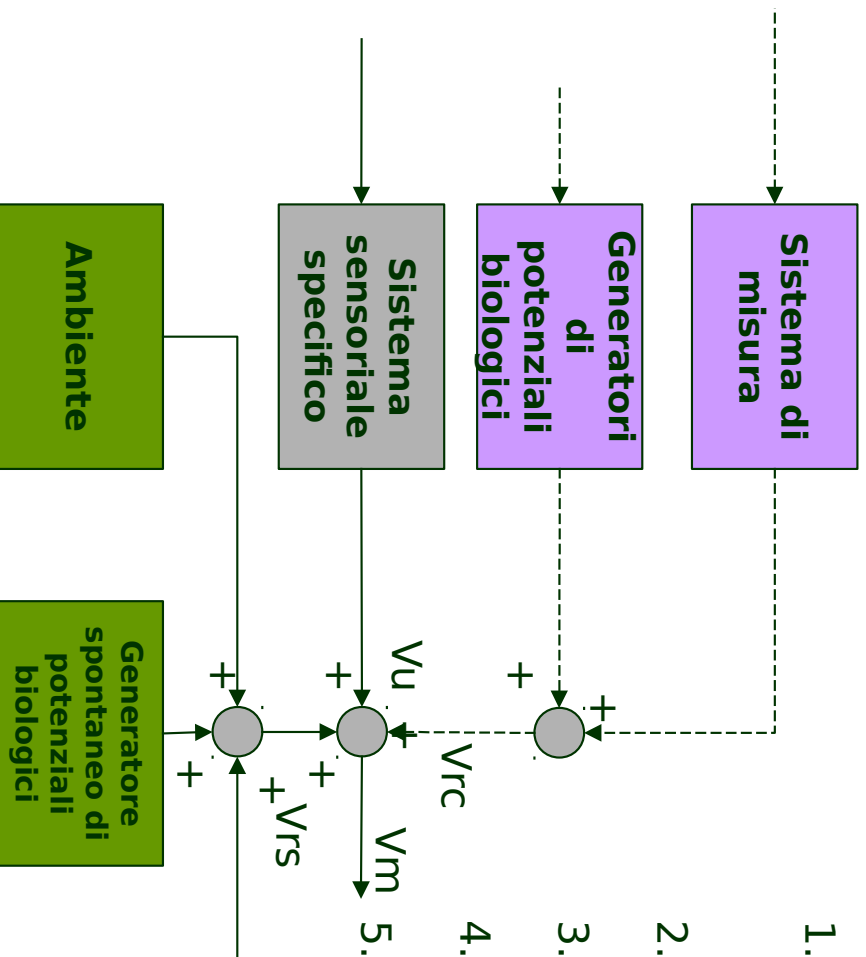 Sistema di
misura
Generatori
di
potenziali
biologici
Sistema
sensoriale
specifico
Ambiente
Generatore
spontaneo di
potenziali
biologici
+
+
+
+
+
+
+
+
Vu
Vrc
Vrs
Vm
1.
2.
3.
4.
5.